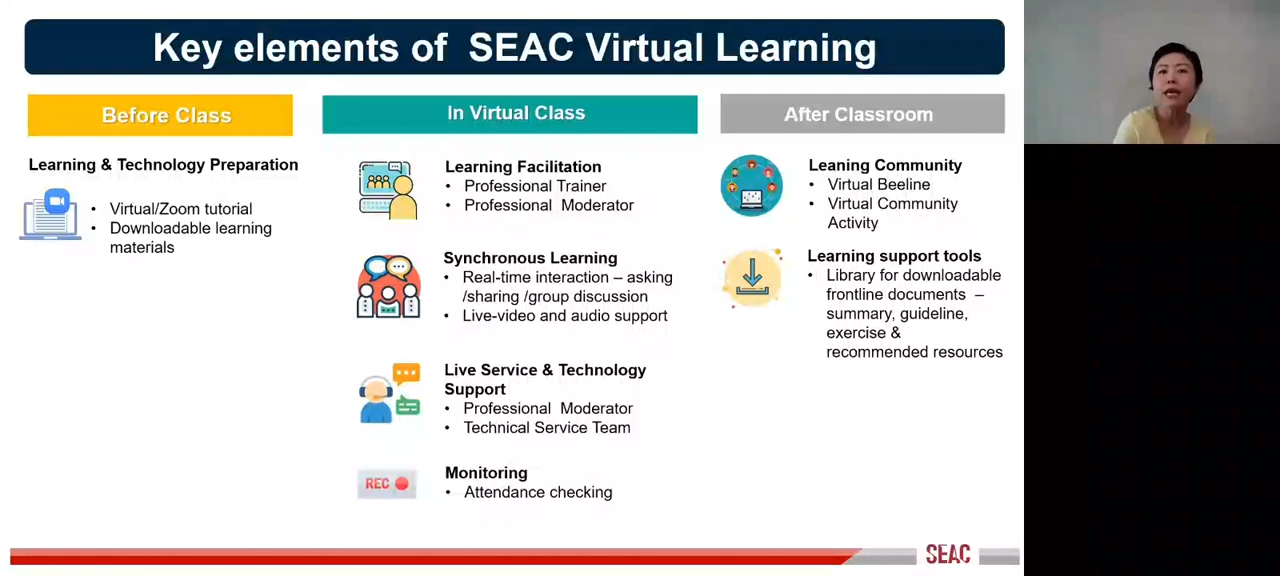 Key elements of SEAC Virtual Learning
Before Class
Learning & Technology Preparation
• Virtual/Zoom tutorial
• Downloadable learning
materials
In Virtual Class
Learning Facilitation
• Professional Trainer
• Professional Moderator
Synchronous Learning
• Real-time interaction – asking
/sharing /group discussion
• Live-video and audio support
Live Service & Technology
Support
• Professional Moderator
• Technical Service Team
REC
Monitoring
• Attendance checking
After Classroom
Leaning Community
• Virtual Beeline
• Virtual Community
Activity
Learning support tools
• Library for downloadable
frontline documents –
summary, guideline,
exercise &
recommended resources
SEAC